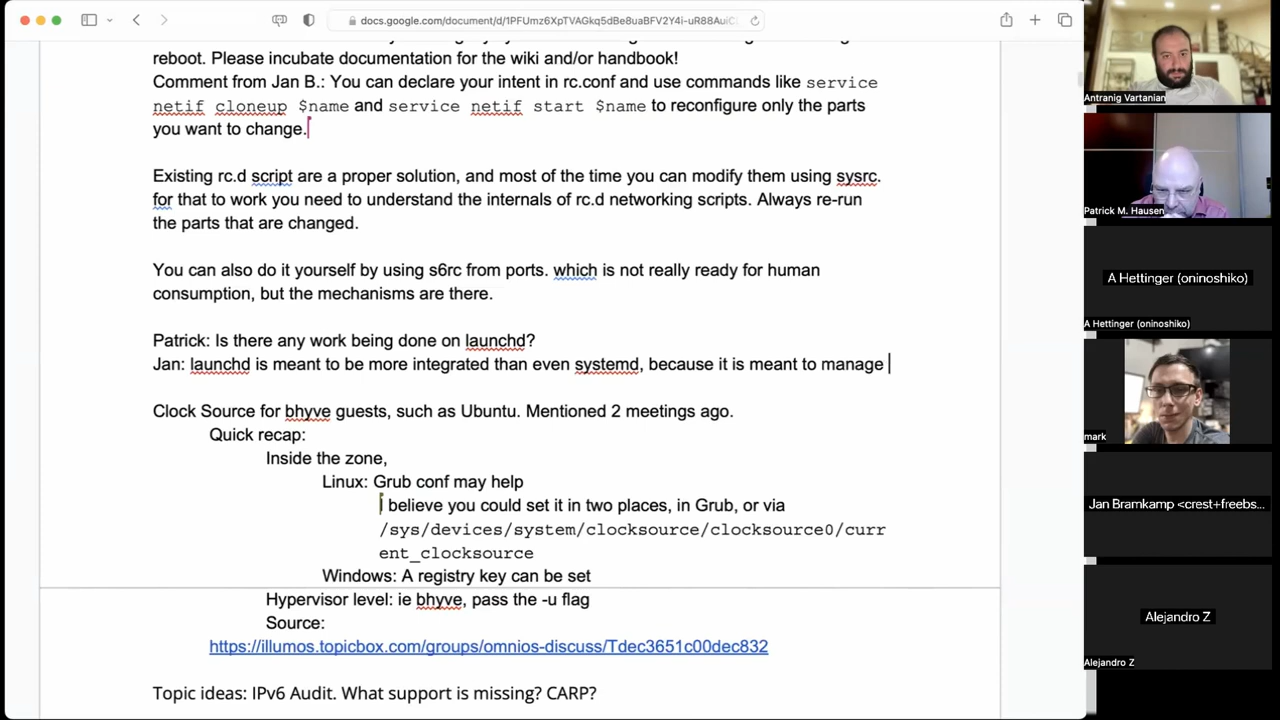 docs.google.com/document/d/1PFUmz6XpTVAGkq5dBe8uaBFV2Y4i-uR88AuiC
reboot. Please incubate documentation for the wiki and/or handbook!
Comment from Jan B.: You can declare your intent in rc.conf and use commands like service
netif cloneup $name and service netif start $name to reconfigure only the parts
you want to change.
Existing rc.d script are a proper solution, and most of the time you can modify them using sysrc.
for that to work you need to understand the internals of rc.d networking scripts. Always re-run
the parts that are changed.
You can also do it yourself by using s6rc from ports. which is not really ready for human
consumption, but the mechanisms are there.
Patrick: Is there any work being done on launchd?
Jan: launchd is meant to be more integrated than even systemd, because it is meant to manage
Clock Source for bhyve guests, such as Ubuntu. Mentioned 2 meetings ago.
Quick recap:
Inside the zone,
Linux: Grub conf may help
I believe you could set it in two places, in Grub, or via
/sys/devices/system/clocksource/clocksource0/curr
ent_clocksource
Windows: A registry key can be set
Hypervisor level: ie bhyve, pass the -u flag
Source:
https://illumos.topicbox.com/groups/omnios-discuss/Tdec3651c00dec832
Topic ideas: IPv6 Audit. What support is missing? CARP?
Antranig Vartanian
Patrick M. Hausen
A Hettinger (oninoshiko)
A Hettinger (oninoshiko)
mark
Jan Bramkamp <crest+freebs...
Alejandro Z
Alejandro Z